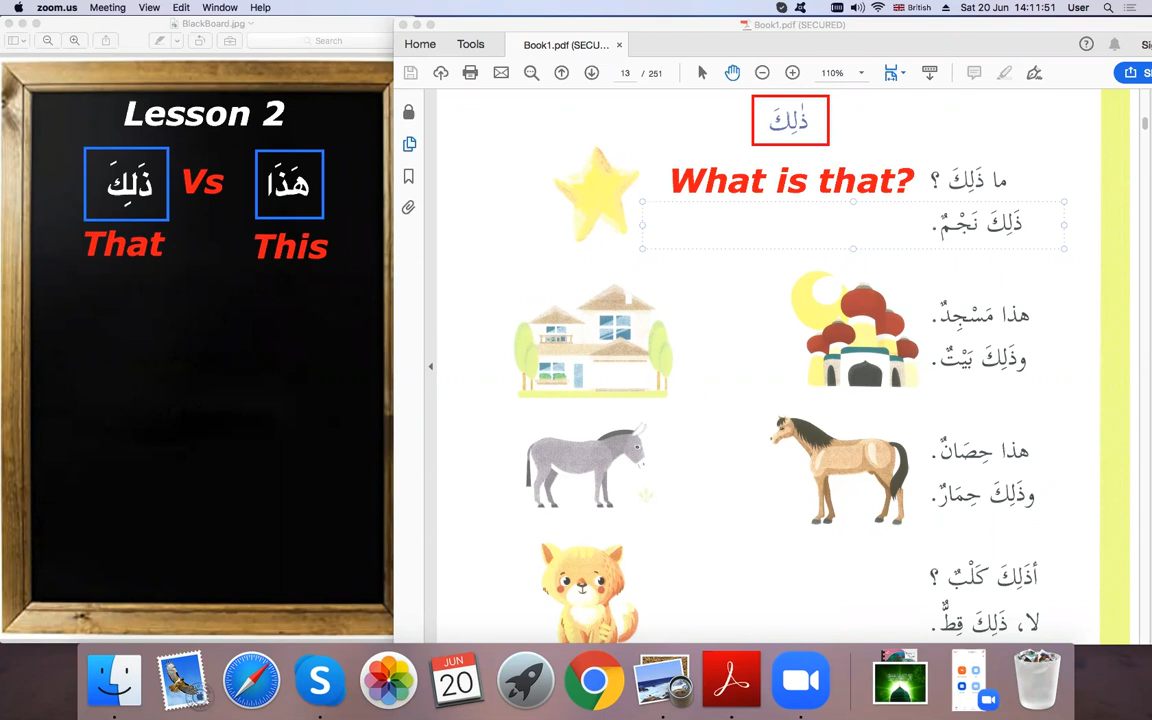 zoom.us Meeting View Edit Window Help
British Sat 20 Jun 14:11:51 User
BlackBoard.jpg
Search
Lesson 2
ذَلِكَ Vs هَذَا
That This
Book1.pdf (SECURED)
Home Tools Book1.pdf (SECU... ×
13 / 251 110%
ذٰلِكَ
What is that? ما ذَلِكَ ؟
ذَلِكَ نَجْمٌ.
هذا مَسْجِدٌ.
وذَلِكَ بَيْتٌ.
هذا حِصَانٌ.
وذَلِكَ حِمَارٌ.
أذَلِكَ كَلْبٌ ؟
لا، ذَلِكَ قِطٌّ.
JUN
20